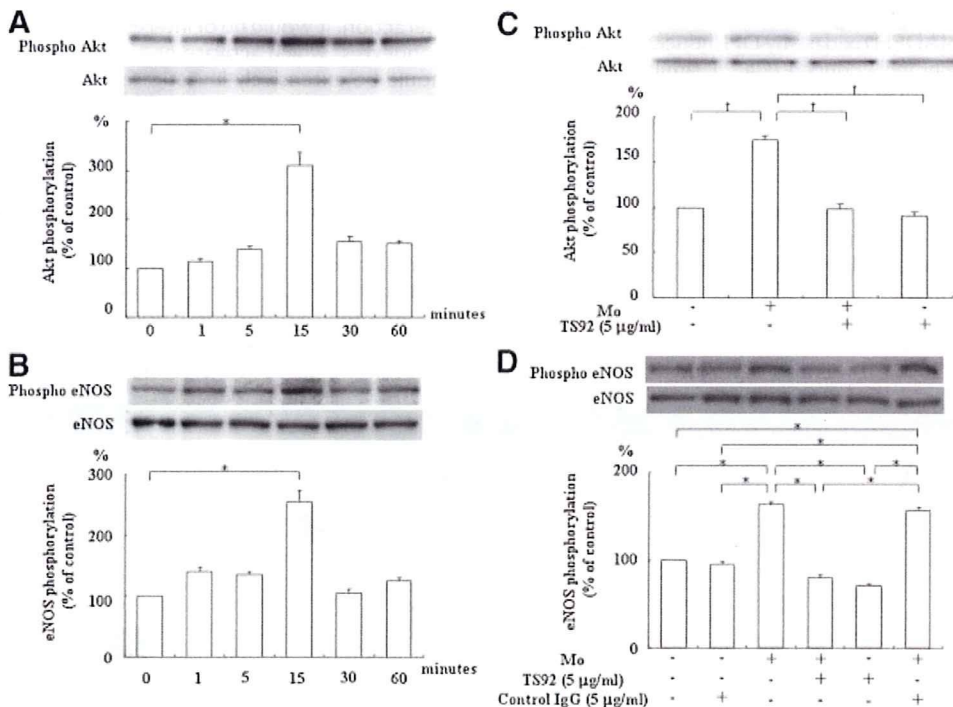 A
Phospho Akt
Akt
%
*
300
200
100
0
Akt phosphorylation
(% of control)
0 1 5 15 30 60 minutes
B
Phospho eNOS
eNOS
%
*
300
200
100
0
eNOS phosphorylation
(% of control)
0 1 5 15 30 60 minutes
C
Phospho Akt
Akt
%
†
† †
200
150
100
50
0
Akt phosphorylation
(% of control)
Mo - + + -
TS92 (5 µg/ml) - - + +
D
Phospho eNOS
eNOS
%
*
*
* * *
* * *
200
100
0
eNOS phosphorylation
(% of control)
Mo - - + + - +
TS92 (5 µg/ml) - - - + + -
Control IgG (5 µg/ml) - + - - - +